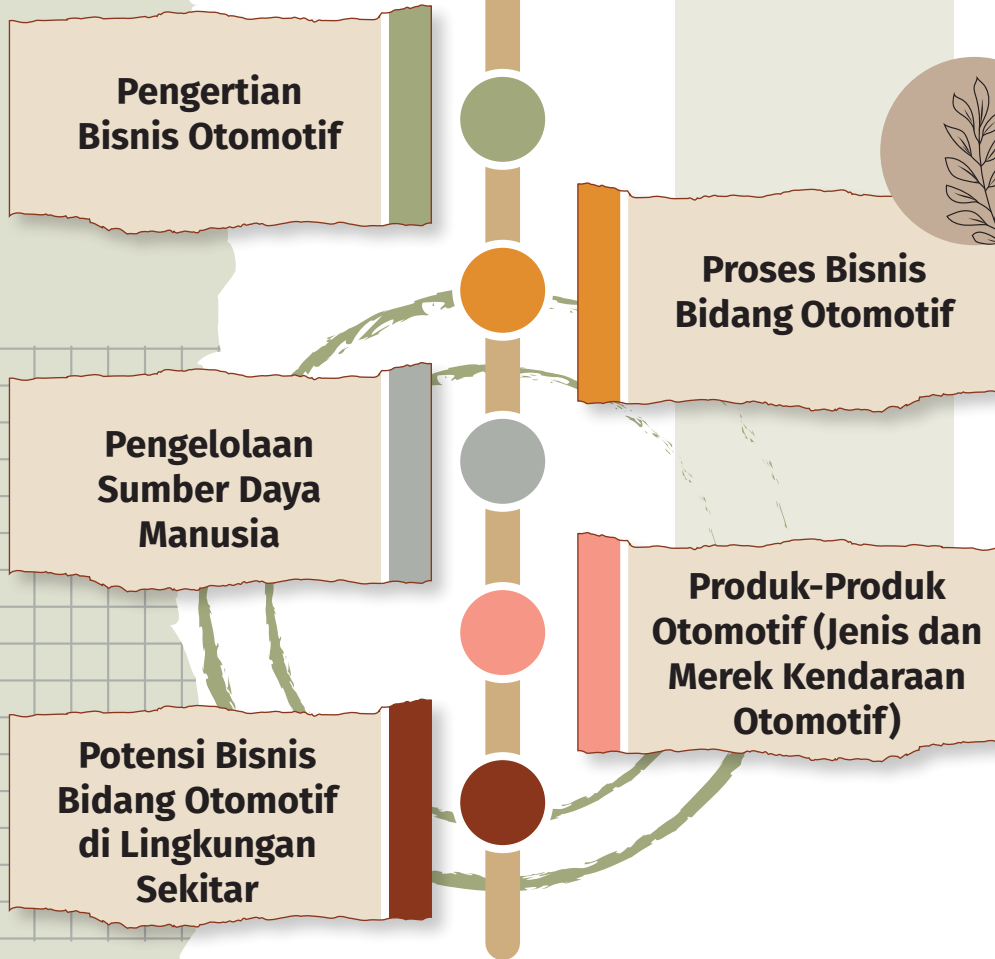 Pengertian
Bisnis Otomotif
Proses Bisnis
Bidang Otomotif
Pengelolaan
Sumber Daya
Manusia
Produk-Produk
Otomotif (Jenis dan
Merek Kendaraan
Otomotif)
Potensi Bisnis
Bidang Otomotif
di Lingkungan
Sekitar